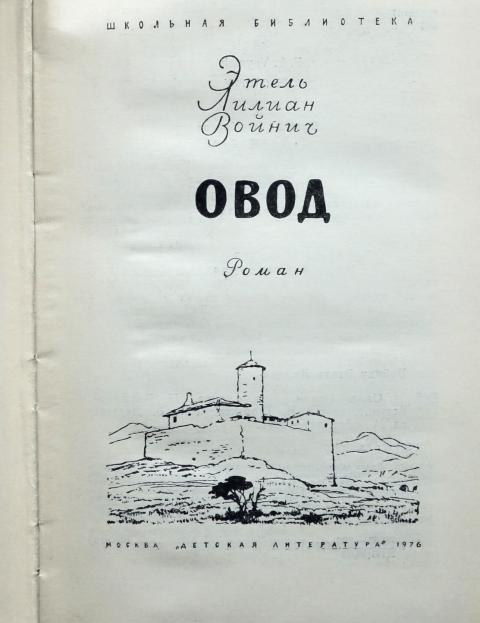 ШКОЛЬНАЯ БИБЛИОТЕКА
Этель
Лилиан
Войнич
ОВОД
Роман
МОСКВА „ДЕТСКАЯ ЛИТЕРАТУРА" 1976